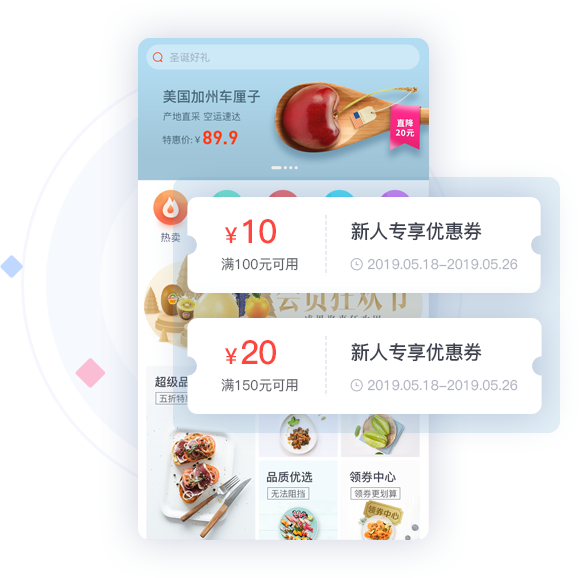 圣诞好礼
美国加州车厘子
产地直采 空运速达
特惠价:￥89.9
直降
20元
热卖
￥10
满100元可用
新人专享优惠券
2019.05.18-2019.05.26
会员狂欢节
￥20
满150元可用
新人专享优惠券
2019.05.18-2019.05.26
超级品
五折特
品质优选
无法阻挡
领券中心
领券更划算
领券中心